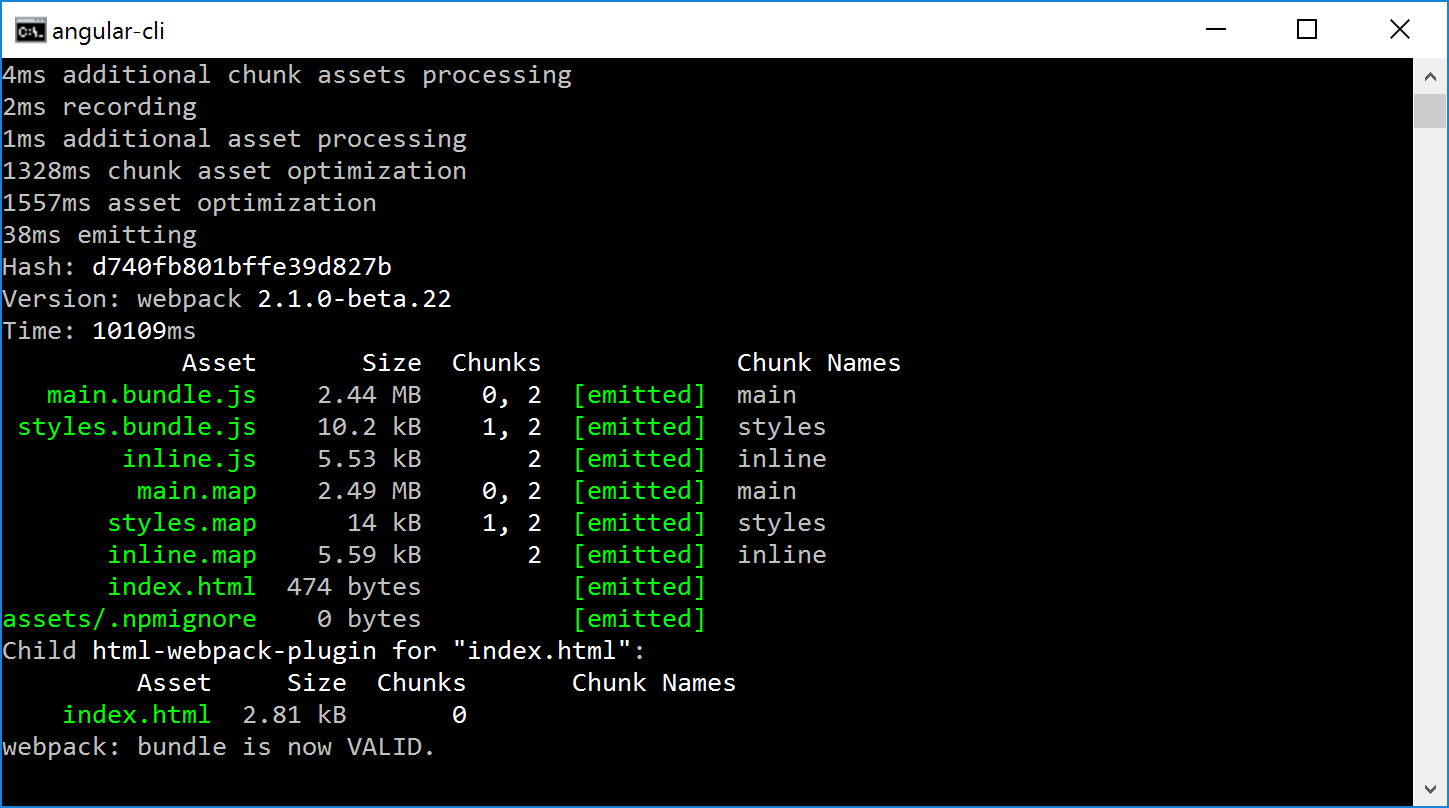 angular-cli
4ms additional chunk assets processing
2ms recording
1ms additional asset processing
1328ms chunk asset optimization
1557ms asset optimization
38ms emitting
Hash: d740fb801bffe39d827b
Version: webpack 2.1.0-beta.22
Time: 10109ms
Asset Size Chunks Chunk Names
main.bundle.js 2.44 MB 0, 2 [emitted] main
styles.bundle.js 10.2 kB 1, 2 [emitted] styles
inline.js 5.53 kB 2 [emitted] inline
main.map 2.49 MB 0, 2 [emitted] main
styles.map 14 kB 1, 2 [emitted] styles
inline.map 5.59 kB 2 [emitted] inline
index.html 474 bytes [emitted]
assets/.npmignore 0 bytes [emitted]
Child html-webpack-plugin for "index.html":
Asset Size Chunks Chunk Names
index.html 2.81 kB 0
webpack: bundle is now VALID.